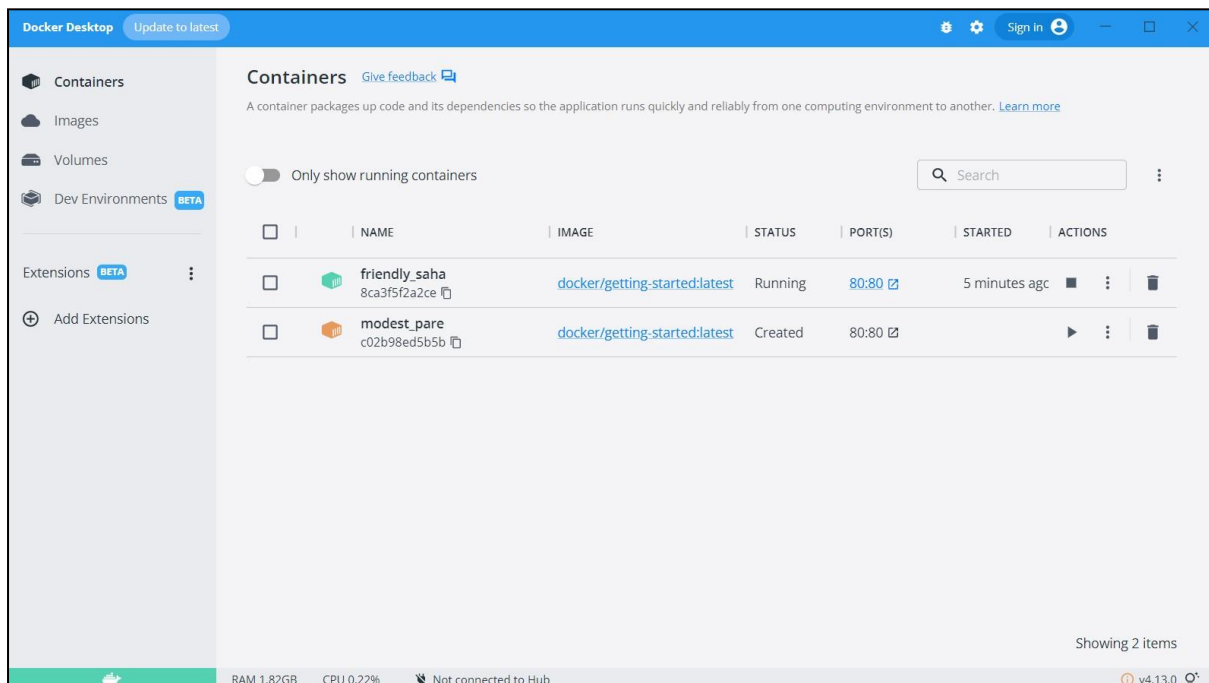 Docker Desktop Update to latest Sign in
Containers
Images
Volumes
Dev Environments BETA
Extensions BETA
Add Extensions
Containers Give feedback
A container packages up code and its dependencies so the application runs quickly and reliably from one computing environment to another. Learn more
Only show running containers Search
NAME IMAGE STATUS PORT(S) STARTED ACTIONS
friendly_saha docker/getting-started:latest Running 80:80 5 minutes agc
8ca3f5f2a2ce
modest_pare docker/getting-started:latest Created 80:80
c02b98ed5b5b
Showing 2 items
RAM 1.82GB CPU 0.22% Not connected to Hub v4.13.0